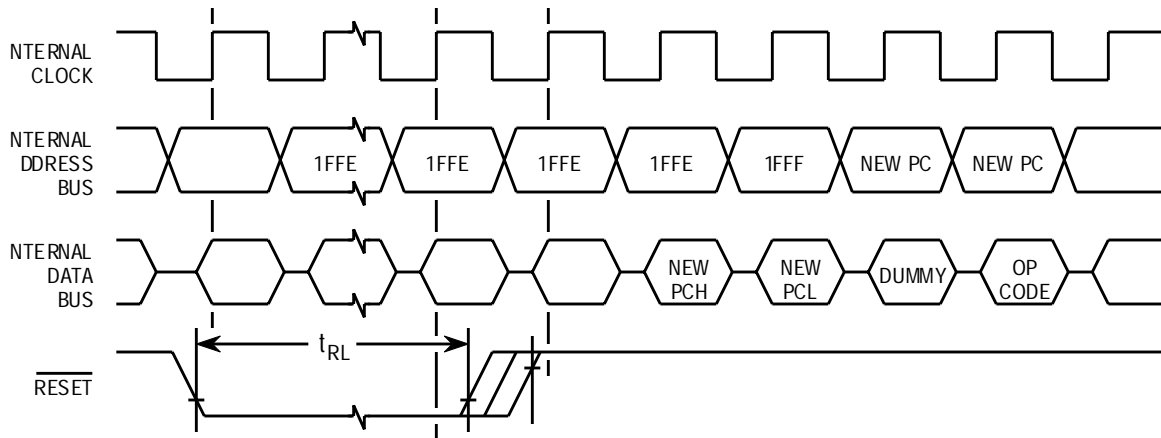 NTERNAL
CLOCK
NTERNAL
DDRESS
BUS
1FFE
1FFE
1FFE
1FFE
1FFF
NEW PC
NEW PC
NTERNAL
DATA
BUS
NEW
PCH
NEW
PCL
DUMMY
OP
CODE
tRL
RESET